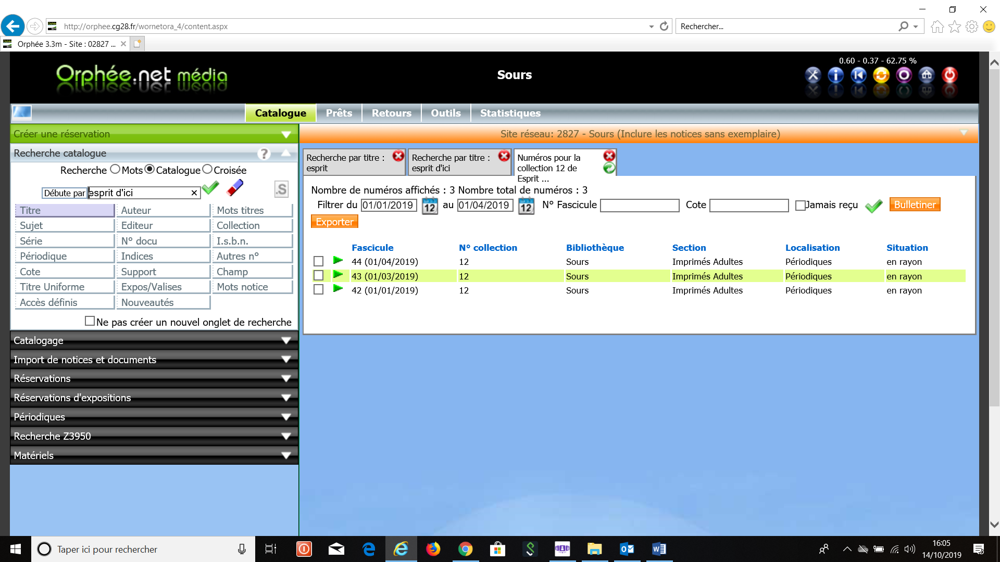 http://orphee.cg28.fr/wornetora_4/content.aspx
Rechercher...
Orphée 3.3m - Site : 02827 ...
Orphée.net média
Sours
0.60 - 0.37 - 62.75 %
Catalogue Prêts Retours Outils Statistiques
Créer une réservation
Site réseau: 2827 - Sours (Inclure les notices sans exemplaire)
Recherche catalogue ?
Recherche Mots Catalogue Croisée
Débute par esprit d'ici
.S
Titre Auteur Mots titres
Sujet Editeur Collection
Série N° docu I.s.b.n.
Périodique Indices Autres n°
Cote Support Champ
Titre Uniforme Expos/Valises Mots notice
Accès définis Nouveautés
Ne pas créer un nouvel onglet de recherche
Catalogage
Import de notices et documents
Réservations
Réservations d'expositions
Périodiques
Recherche Z3950
Matériels
Recherche par titre :
esprit
Recherche par titre :
esprit d'ici
Numéros pour la
collection 12 de
Esprit ...
Nombre de numéros affichés : 3 Nombre total de numéros : 3
Filtrer du 01/01/2019 12 au 01/04/2019 12 N° Fascicule Cote Jamais reçu Bulletiner
Exporter
Fascicule N° collection Bibliothèque Section Localisation Situation
44 (01/04/2019) 12 Sours Imprimés Adultes Périodiques en rayon
43 (01/03/2019) 12 Sours Imprimés Adultes Périodiques en rayon
42 (01/01/2019) 12 Sours Imprimés Adultes Périodiques en rayon
Taper ici pour rechercher
16:05
14/10/2019